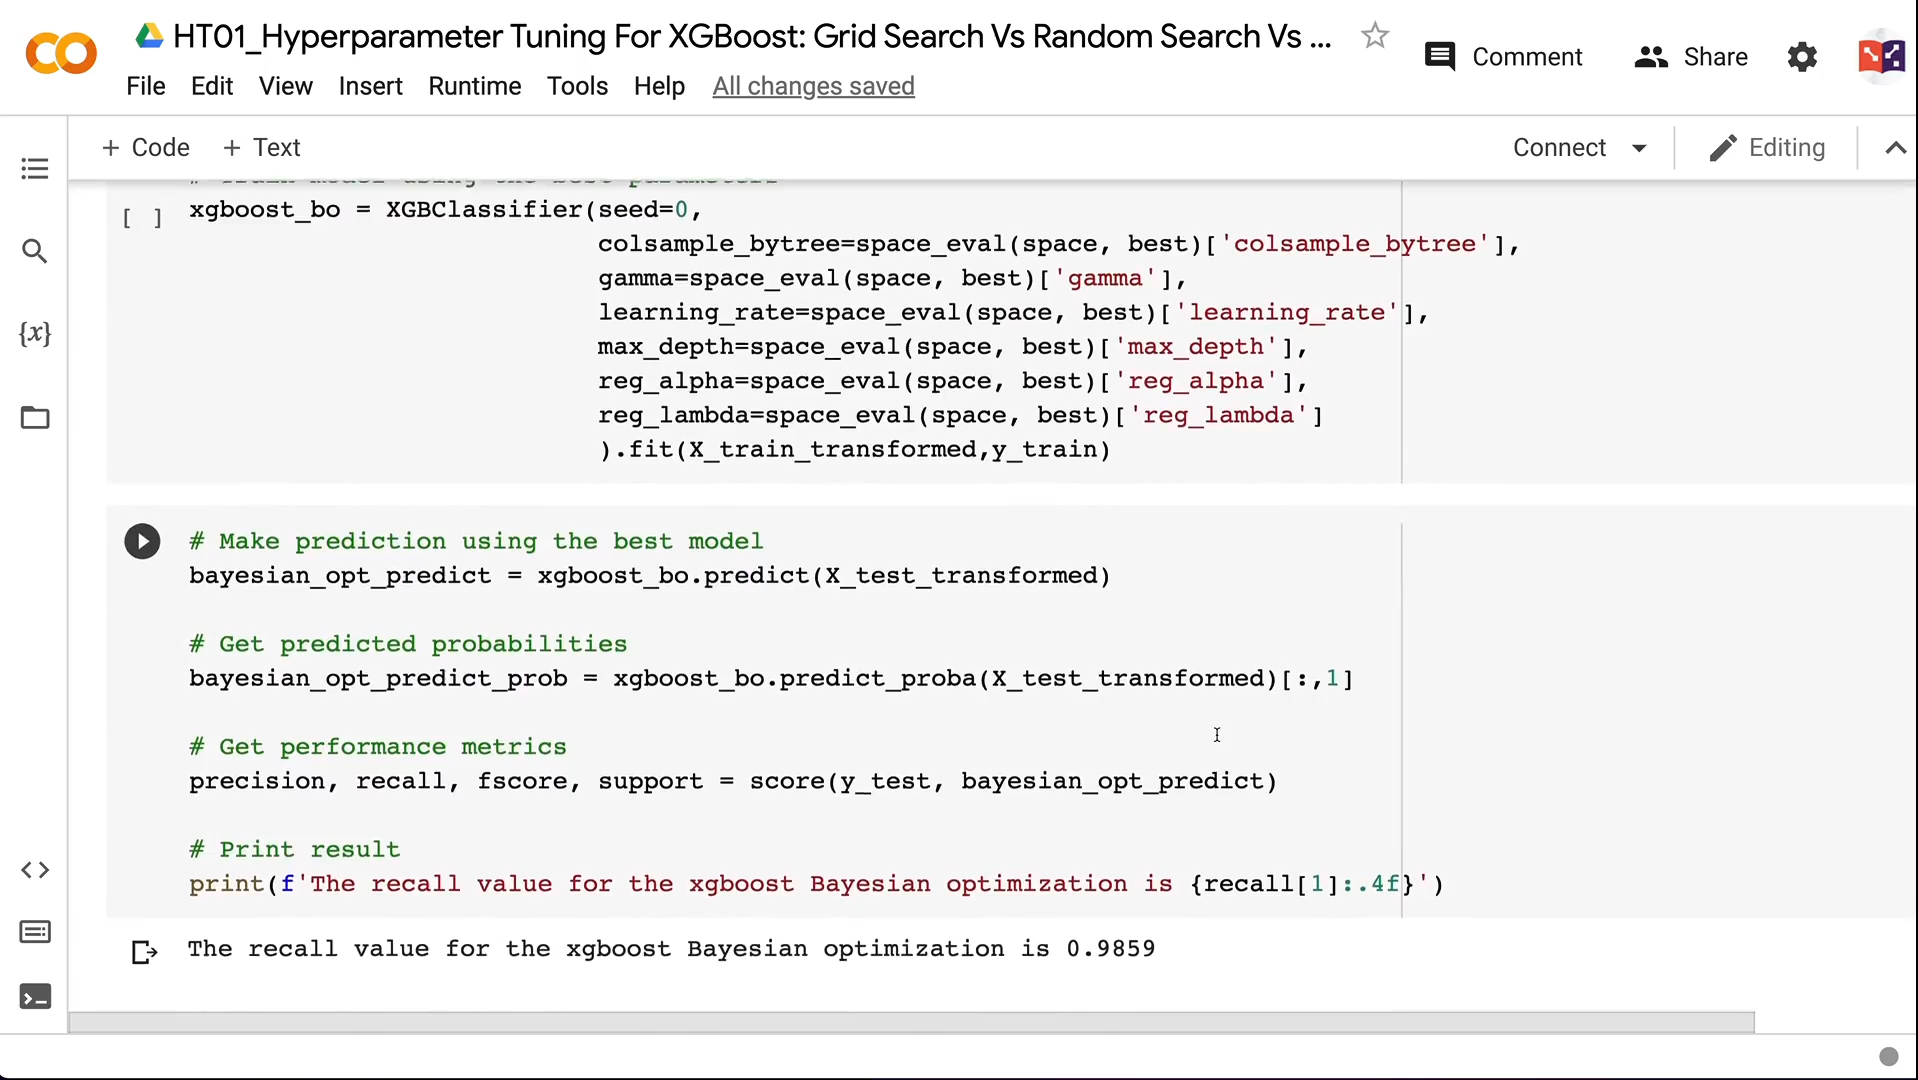 HT01_Hyperparameter Tuning For XGBoost: Grid Search Vs Random Search Vs ...
Comment
Share
File Edit View Insert Runtime Tools Help All changes saved
+ Code + Text
Connect
Editing
# Train model using the best parameters
[ ] xgboost_bo = XGBClassifier(seed=0,
colsample_bytree=space_eval(space, best)['colsample_bytree'],
gamma=space_eval(space, best)['gamma'],
learning_rate=space_eval(space, best)['learning_rate'],
max_depth=space_eval(space, best)['max_depth'],
reg_alpha=space_eval(space, best)['reg_alpha'],
reg_lambda=space_eval(space, best)['reg_lambda']
).fit(X_train_transformed,y_train)
# Make prediction using the best model
bayesian_opt_predict = xgboost_bo.predict(X_test_transformed)
# Get predicted probabilities
bayesian_opt_predict_prob = xgboost_bo.predict_proba(X_test_transformed)[:,1]
# Get performance metrics
precision, recall, fscore, support = score(y_test, bayesian_opt_predict)
# Print result
print(f'The recall value for the xgboost Bayesian optimization is {recall[1]:.4f}')
The recall value for the xgboost Bayesian optimization is 0.9859